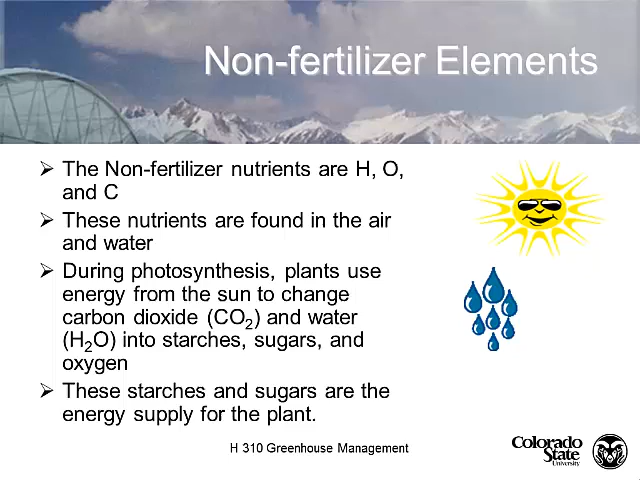 Non-fertilizer Elements
➢ The Non-fertilizer nutrients are H, O,
and C
➢ These nutrients are found in the air
and water
➢ During photosynthesis, plants use
energy from the sun to change
carbon dioxide (CO₂) and water
(H₂O) into starches, sugars, and
oxygen
➢ These starches and sugars are the
energy supply for the plant.
H 310 Greenhouse Management
Colorado
State
University